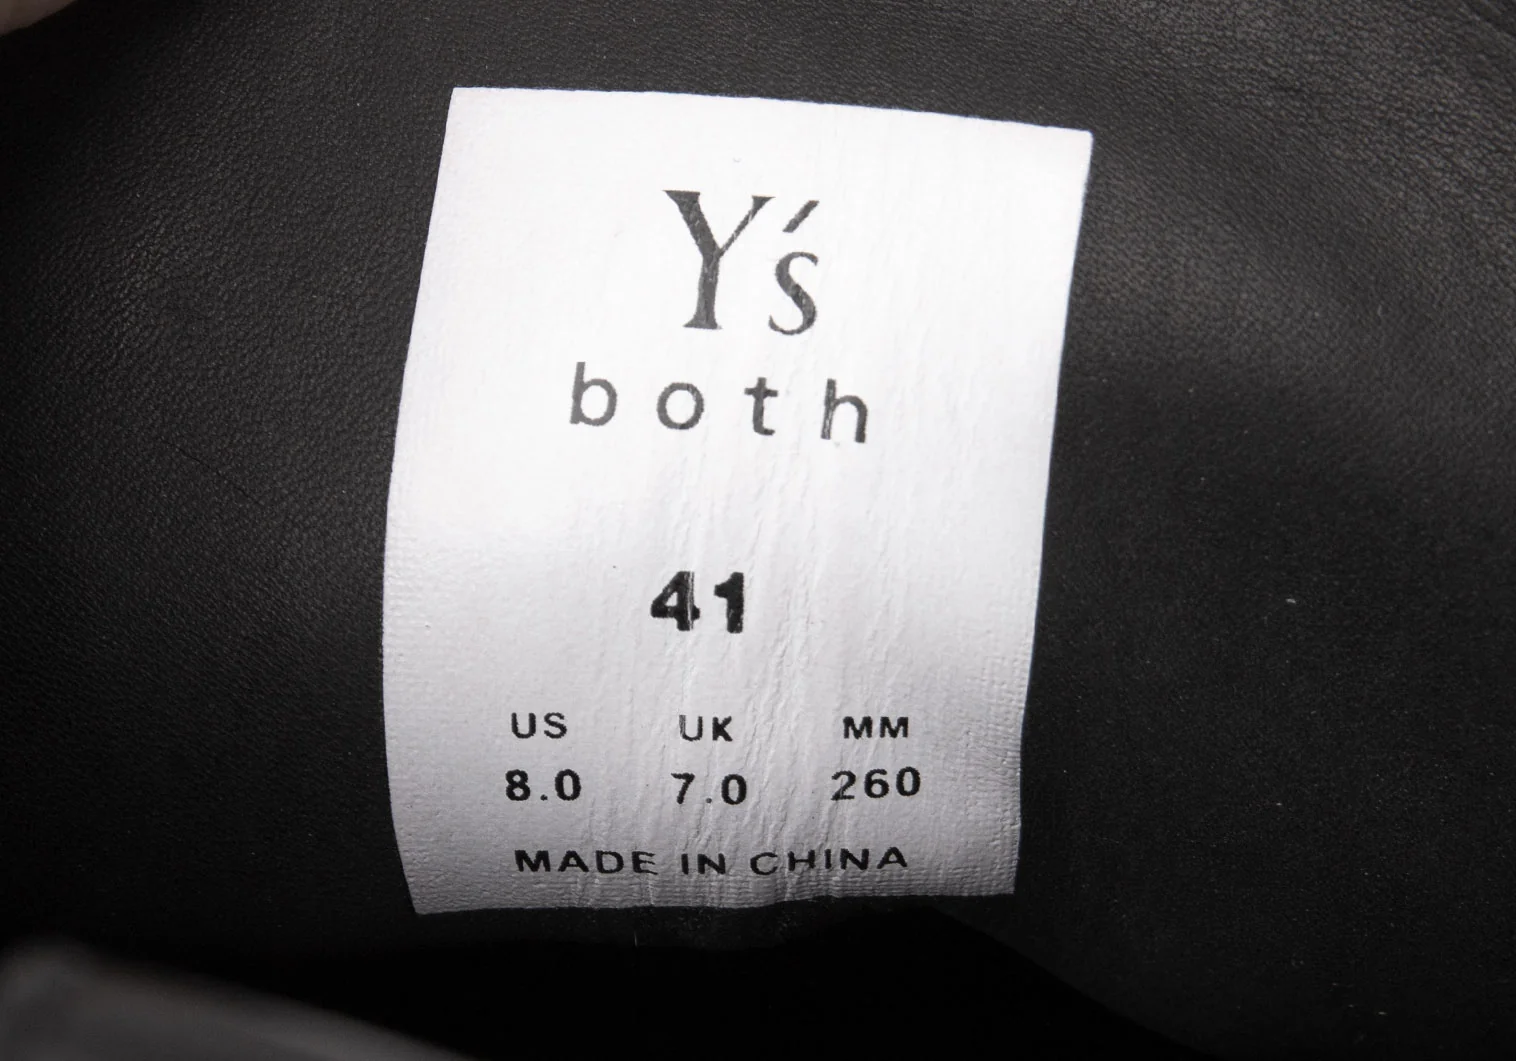 Y's
both
41
US UK MM
8.0 7.0 260
MADE IN CHINA